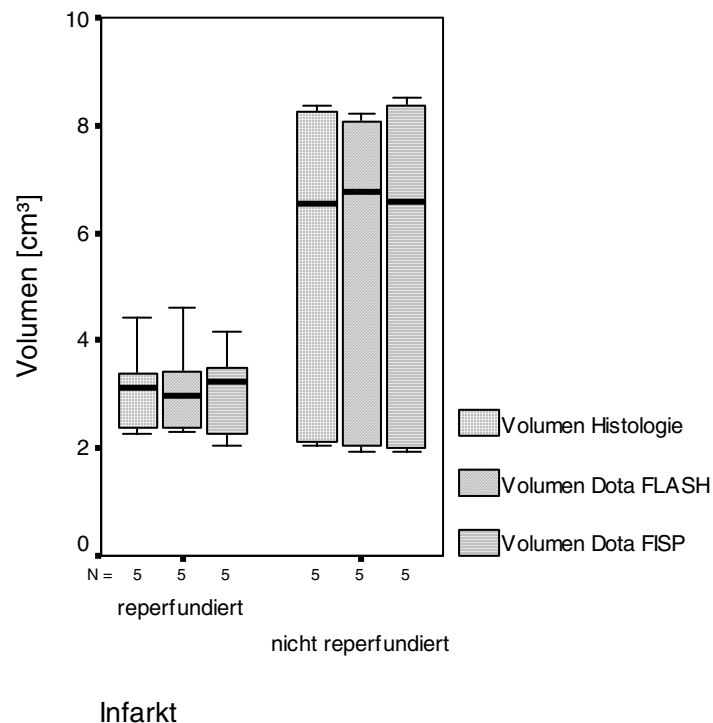 10
8
6
4
2
0
Volumen [cm³]
N = 5 5 5 5 5 5
reperfundiert
nicht reperfundiert
Infarkt
Volumen Histologie
Volumen Dota FLASH
Volumen Dota FISP